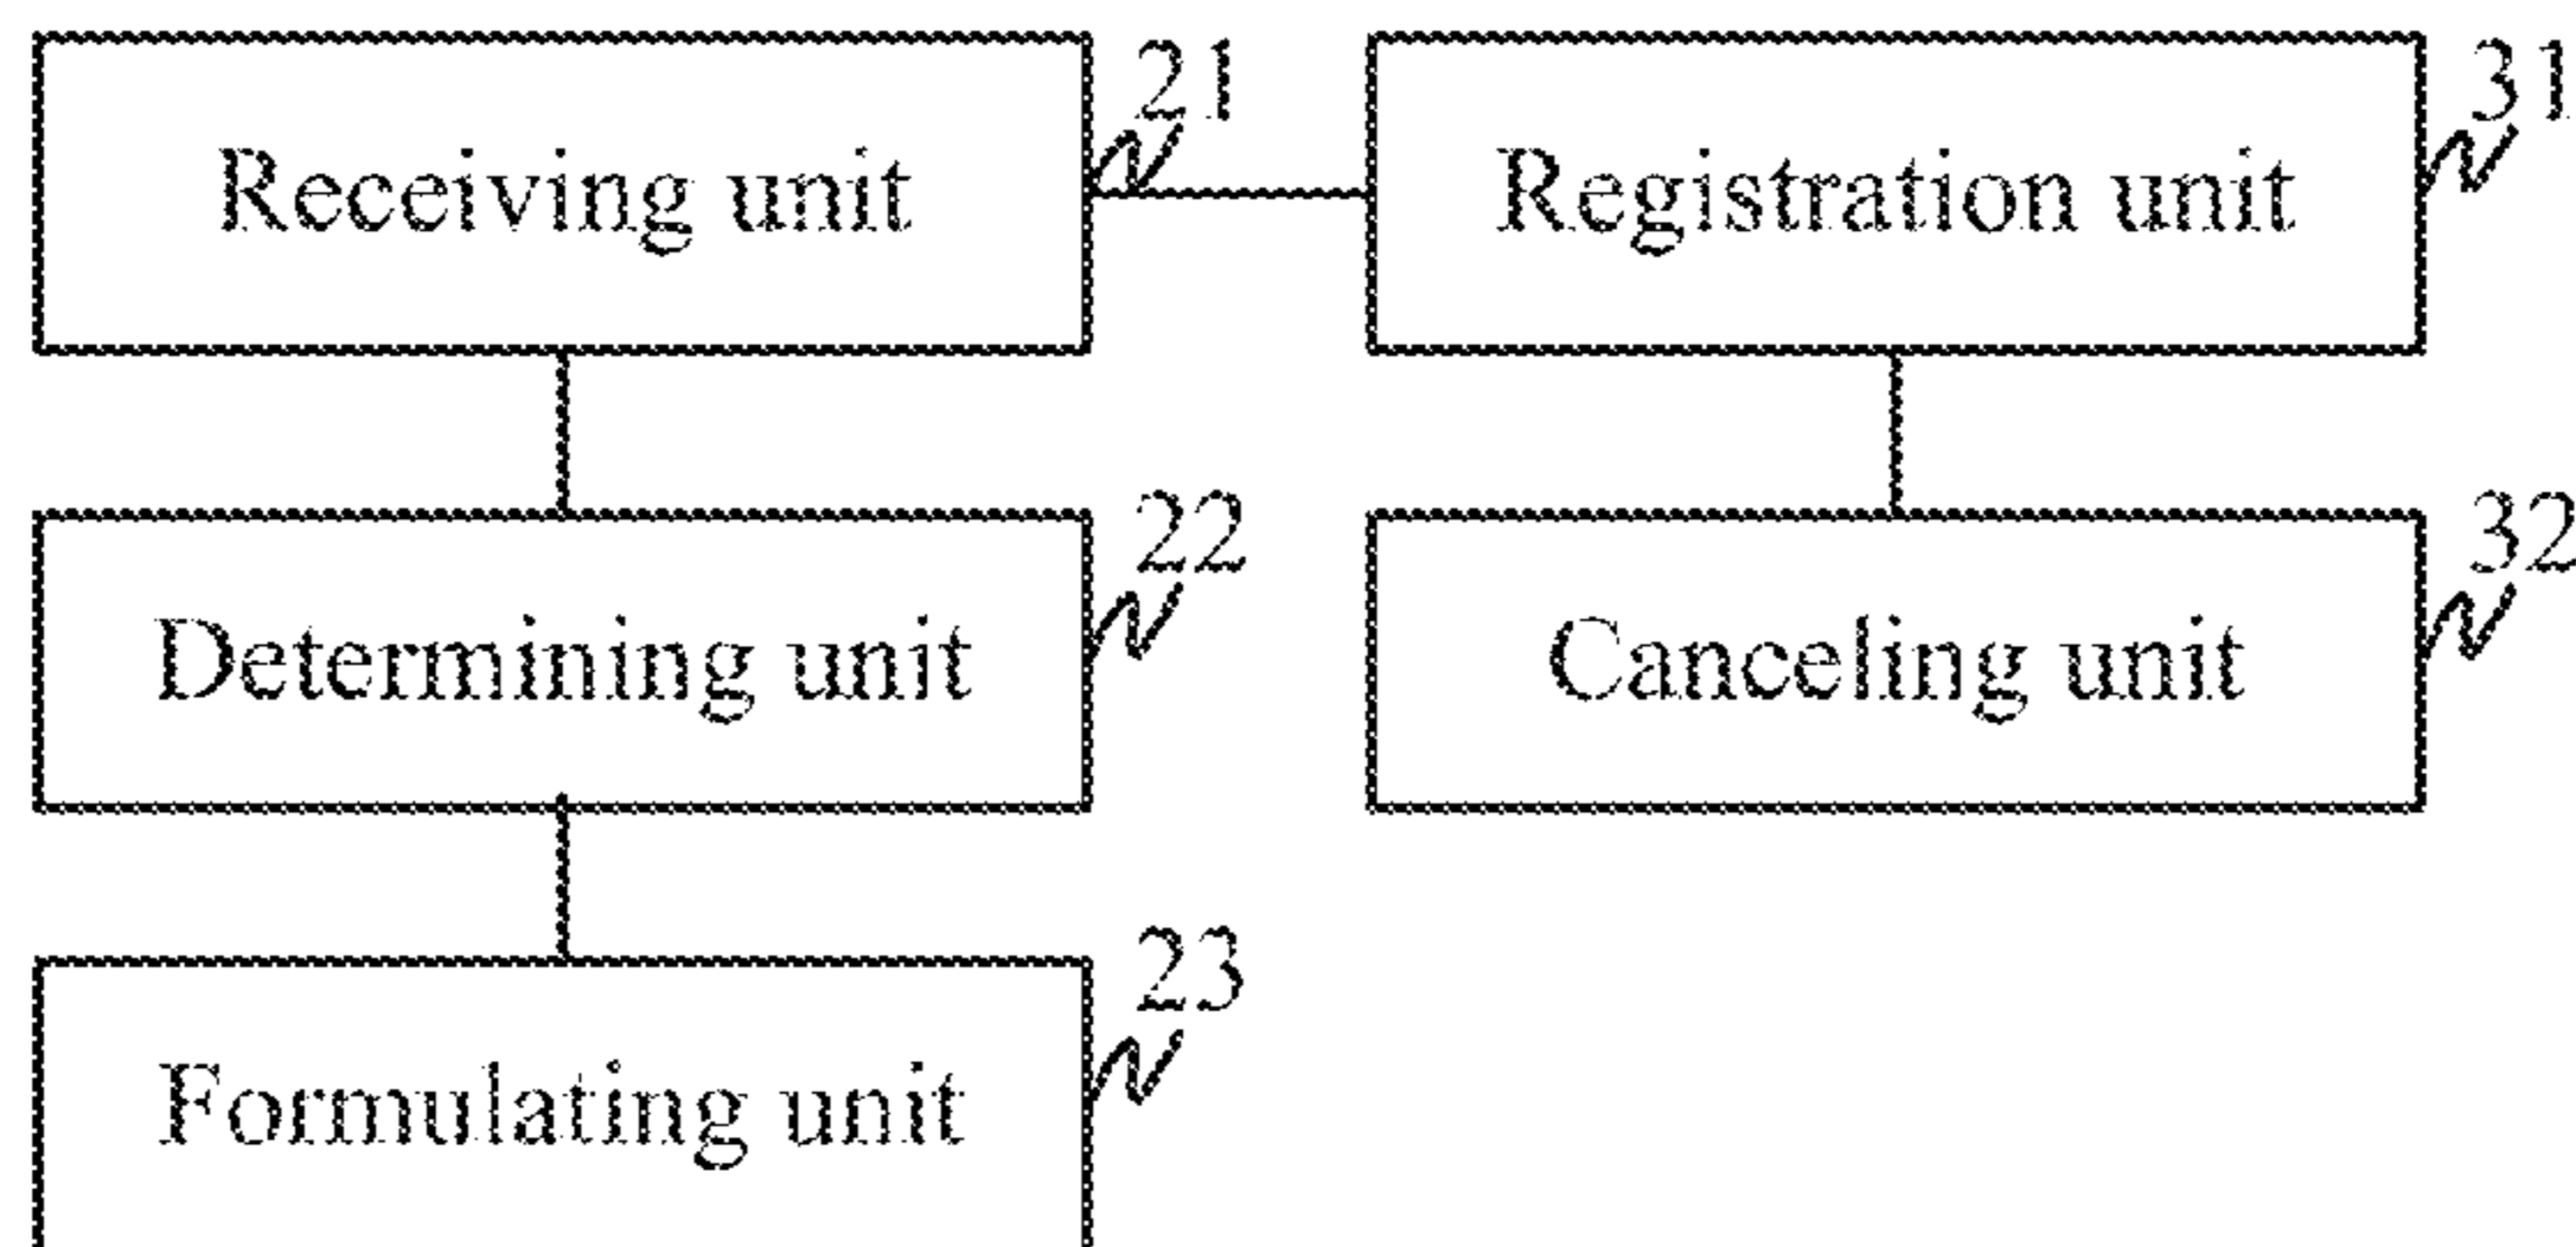 Receiving unit
21
Registration unit
31
Determining unit
22
Canceling unit
32
Formulating unit
23